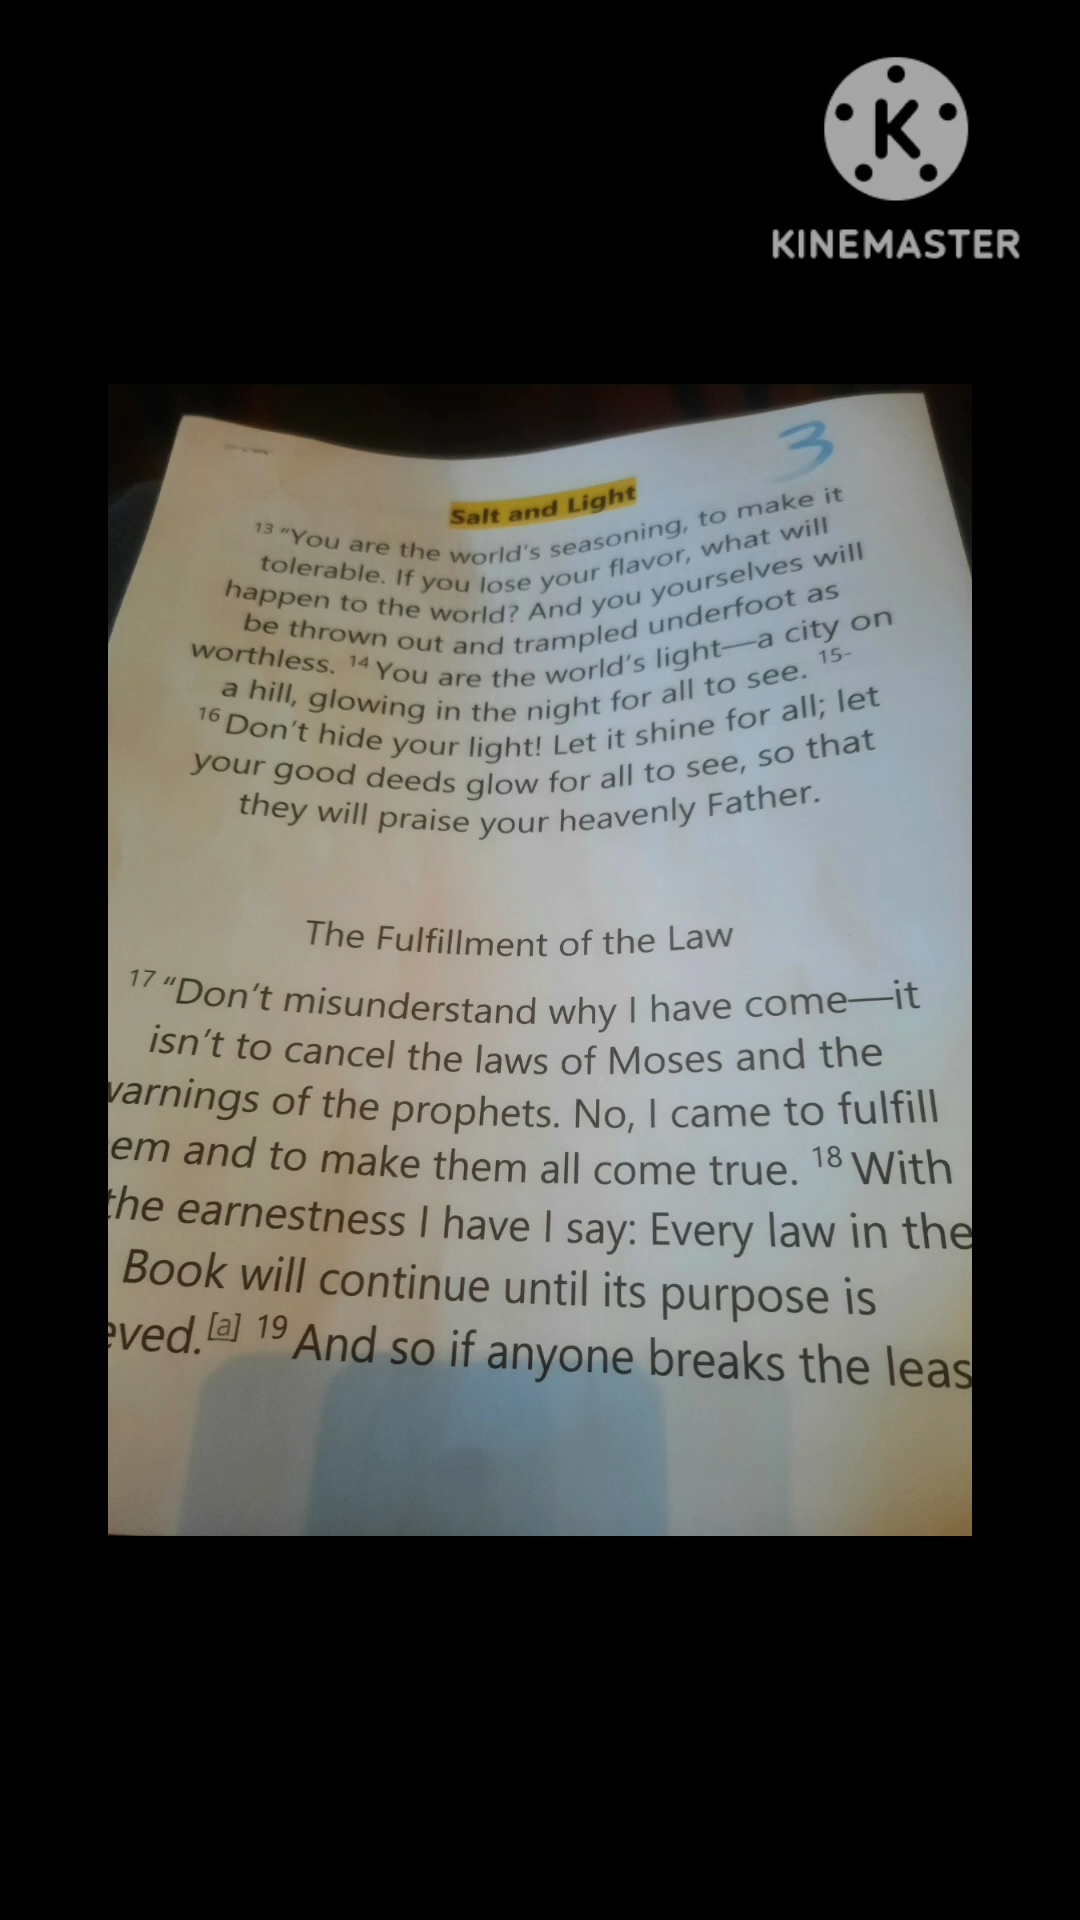 K
KINEMASTER
3
Salt and Light
13 "You are the world's seasoning, to make it
tolerable. If you lose your flavor, what will
happen to the world? And you yourselves will
be thrown out and trampled underfoot as
worthless. 14 You are the world's light—a city on
a hill, glowing in the night for all to see. 15-
16 Don't hide your light! Let it shine for all; let
your good deeds glow for all to see, so that
they will praise your heavenly Father.
The Fulfillment of the Law
17 "Don't misunderstand why I have come—it
isn't to cancel the laws of Moses and the
varnings of the prophets. No, I came to fulfill
em and to make them all come true. 18 With
the earnestness I have I say: Every law in the
Book will continue until its purpose is
eved.[a] 19 And so if anyone breaks the leas